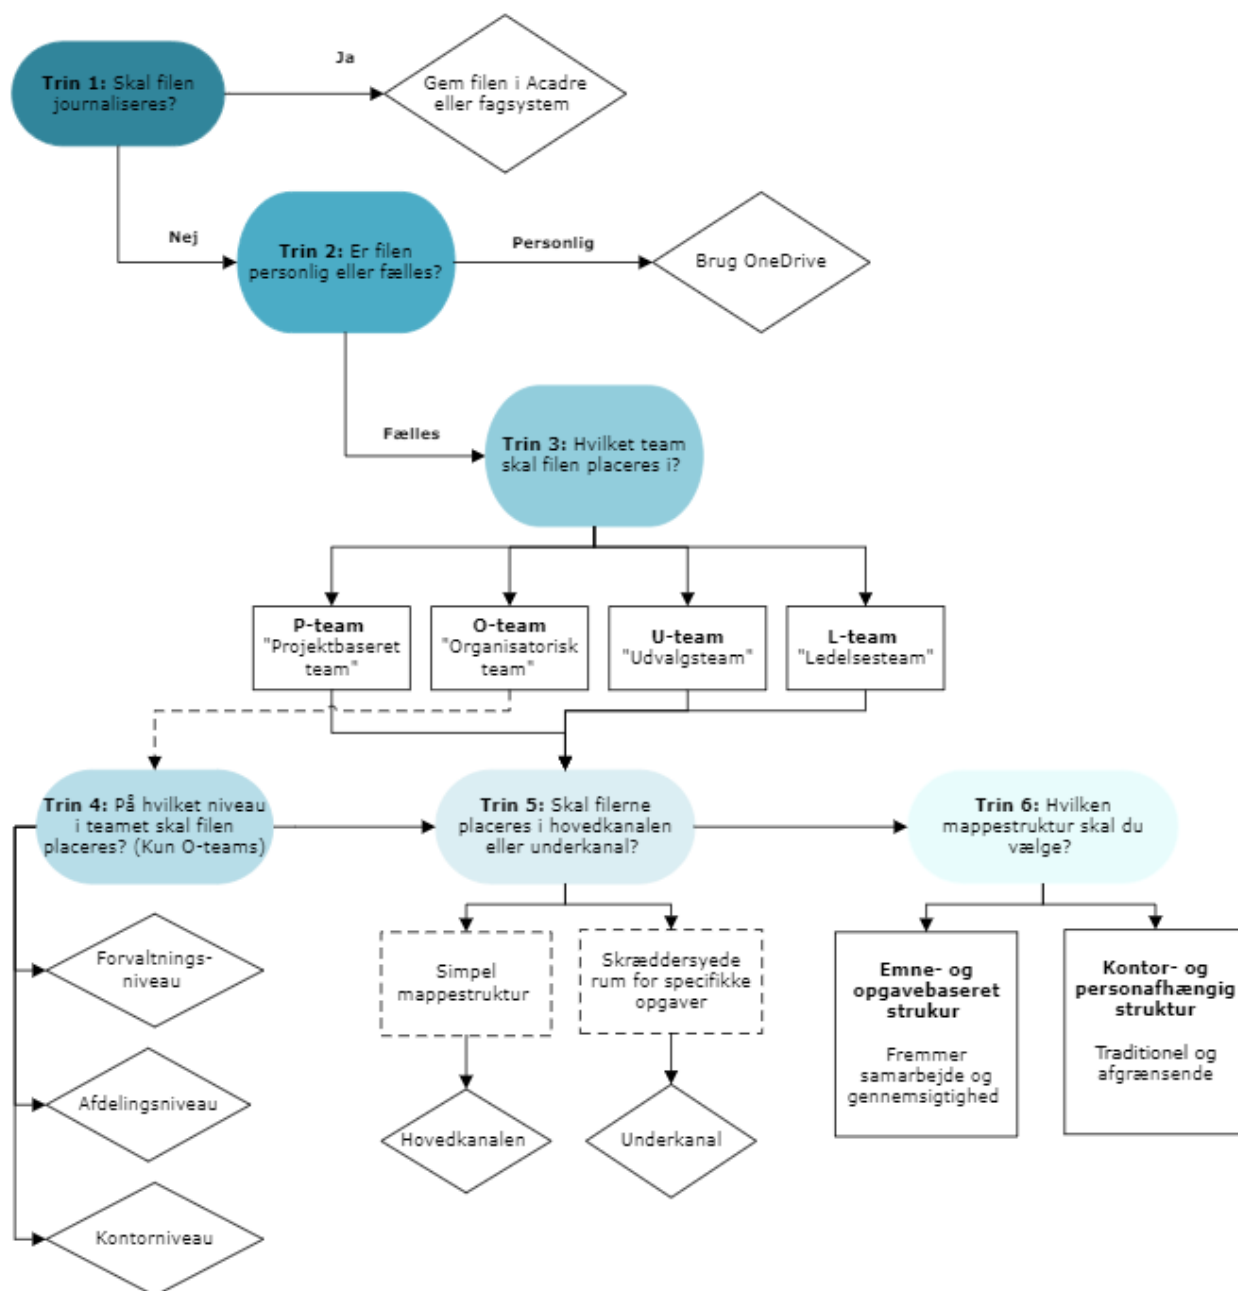 Trin 1: Skal filen
journaliseres?
Ja
Gem filen i Acadre
eller fagsystem
Nej
Trin 2: Er filen
personlig eller fælles?
Personlig
Brug OneDrive
Fælles
Trin 3: Hvilket team
skal filen placeres i?
P-team
"Projektbaseret
team"
O-team
"Organisatorisk
team"
U-team
"Udvalgsteam"
L-team
"Ledelsesteam"
Trin 4: På hvilket niveau
i teamet skal filen
placeres? (Kun O-teams)
Trin 5: Skal filerne
placeres i hovedkanalen
eller underkanal?
Trin 6: Hvilken
mappestruktur skal du
vælge?
Forvaltnings-
niveau
Afdelingsniveau
Kontorniveau
Simpel
mappestruktur
Skræddersyede
rum for specifikke
opgaver
Hovedkanalen
Underkanal
Emne- og
opgavebaseret
strukur
Fremmer
samarbejde og
gennemsigtighed
Kontor- og
personafhængig
struktur
Traditionel og
afgrænsende